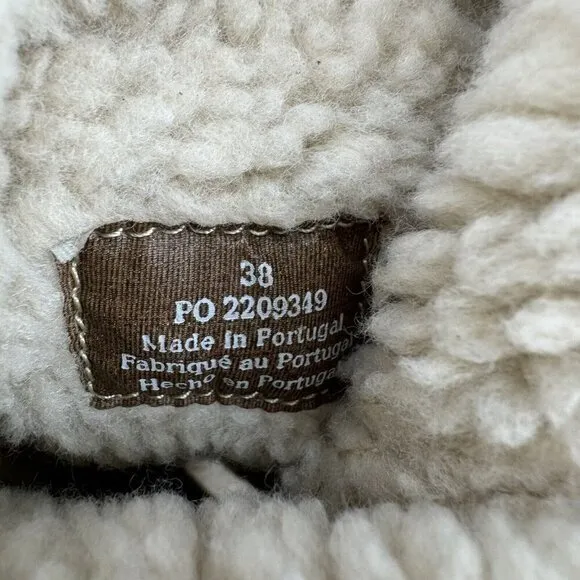 38
PO 2209349
Made in Portugal
Fabriqué au Portugal
Hecho en Portugal